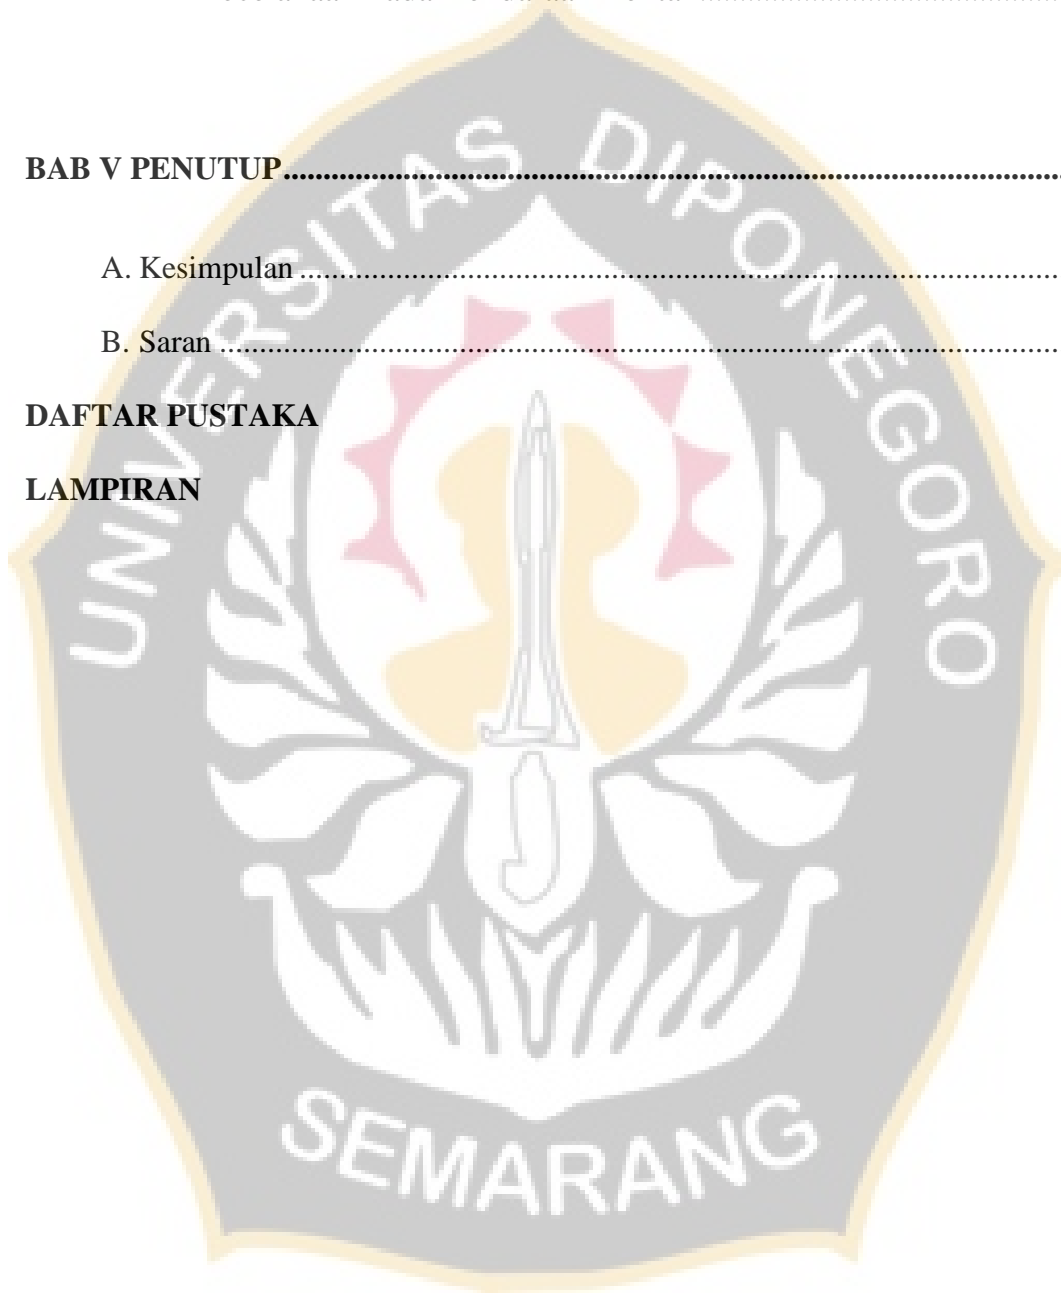 BAB V PENUTUP
A. Kesimpulan
B. Saran
DAFTAR PUSTAKA
LAMPIRAN
UNIVERSITAS DIPONEGORO
SEMARANG